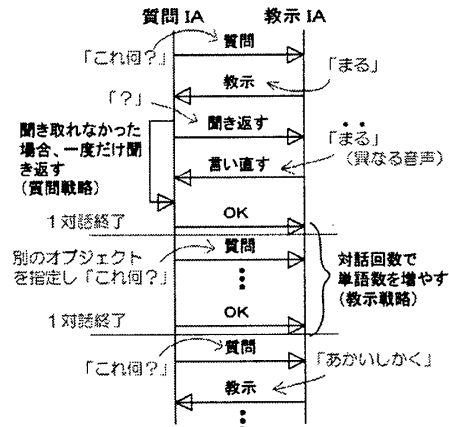 質問 IA
教示 IA
質問
「これ何?」
「まる」
教示
「?」
聞き返す
聞き取れなかった
場合、一度だけ聞
き返す
(質問戦略)
「まる」
(異なる音声)
言い直す
OK
1対話終了
質問
別のオブジェクト
を指定し「これ何?」
対話回数で
単語数を増やす
(教示戦略)
OK
1対話終了
質問
「これ何?」
「あかいしかく」
教示